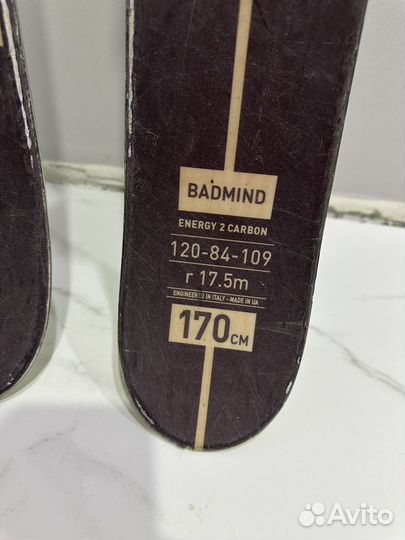 BADMIND
ENERGY 2 CARBON
120-84-109
r 17.5m
ENGINEERED IN ITALY - MADE IN UA
170CM
Avito